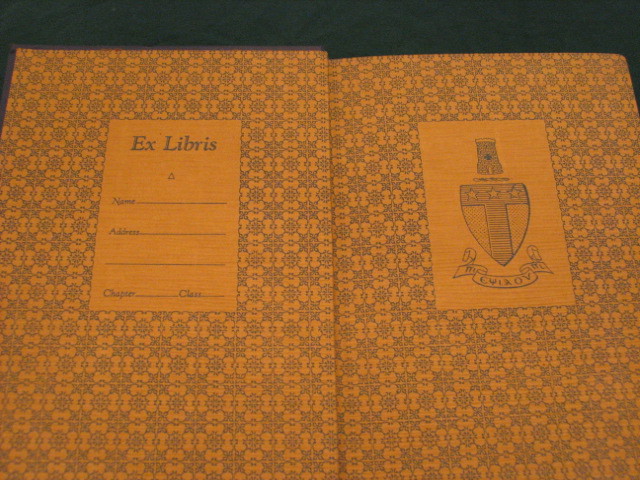 Ex Libris
Δ
Name
Address
Chapter Class